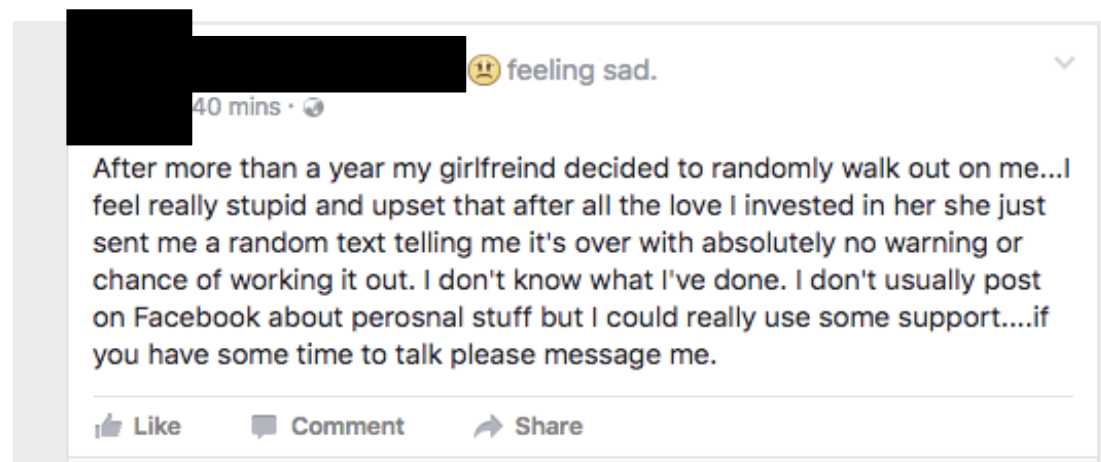 feeling sad.
40 mins ·
After more than a year my girlfreind decided to randomly walk out on me...I
feel really stupid and upset that after all the love I invested in her she just
sent me a random text telling me it's over with absolutely no warning or
chance of working it out. I don't know what I've done. I don't usually post
on Facebook about perosnal stuff but I could really use some support....if
you have some time to talk please message me.
Like Comment Share